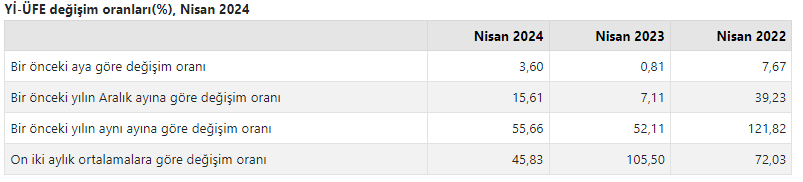 Yİ-ÜFE değişim oranları(%), Nisan 2024
Nisan 2024 Nisan 2023 Nisan 2022
Bir önceki aya göre değişim oranı 3,60 0,81 7,67
Bir önceki yılın Aralık ayına göre değişim oranı 15,61 7,11 39,23
Bir önceki yılın aynı ayına göre değişim oranı 55,66 52,11 121,82
On iki aylık ortalamalara göre değişim oranı 45,83 105,50 72,03